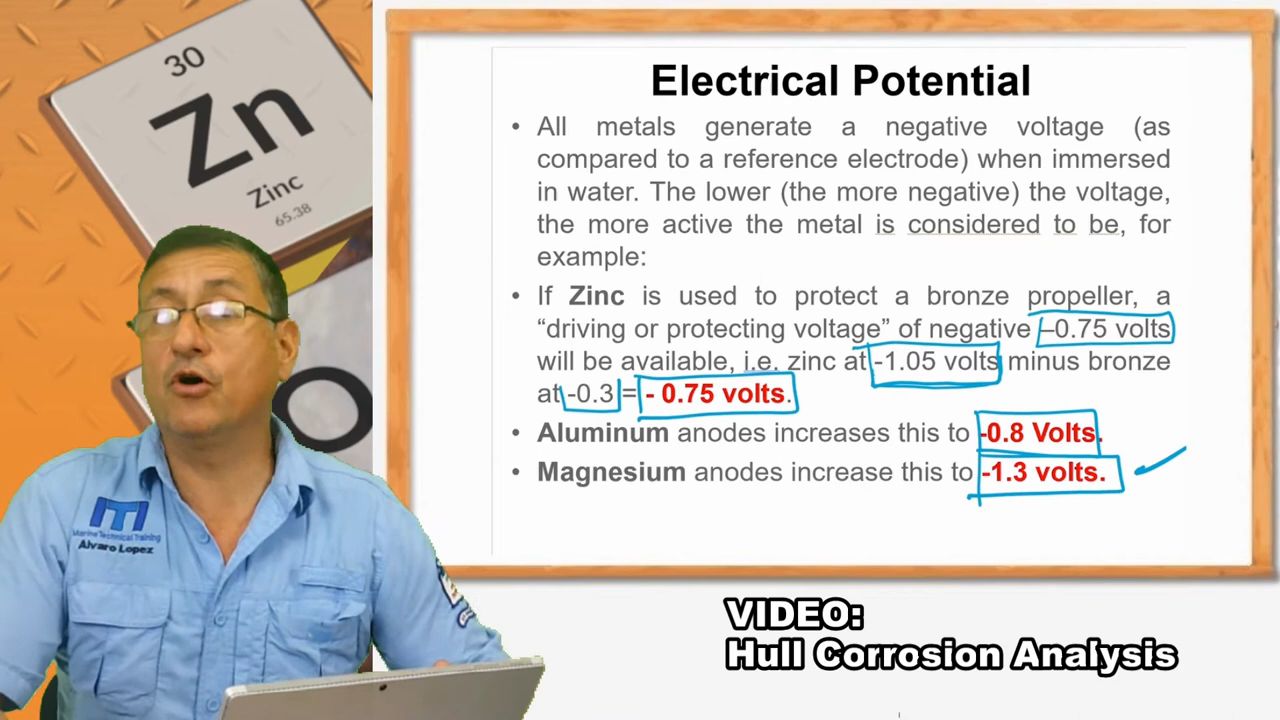 30
Zn
Zinc
65.38
Electrical Potential
• All metals generate a negative voltage (as
compared to a reference electrode) when immersed
in water. The lower (the more negative) the voltage,
the more active the metal is considered to be, for
example:
• If Zinc is used to protect a bronze propeller, a
“driving or protecting voltage” of negative –0.75 volts
will be available, i.e. zinc at -1.05 volts minus bronze
at -0.3 = - 0.75 volts.
• Aluminum anodes increases this to -0.8 Volts.
• Magnesium anodes increase this to -1.3 volts.
Marine Technical Training
Alvaro Lopez
VIDEO:
Hull Corrosion Analysis